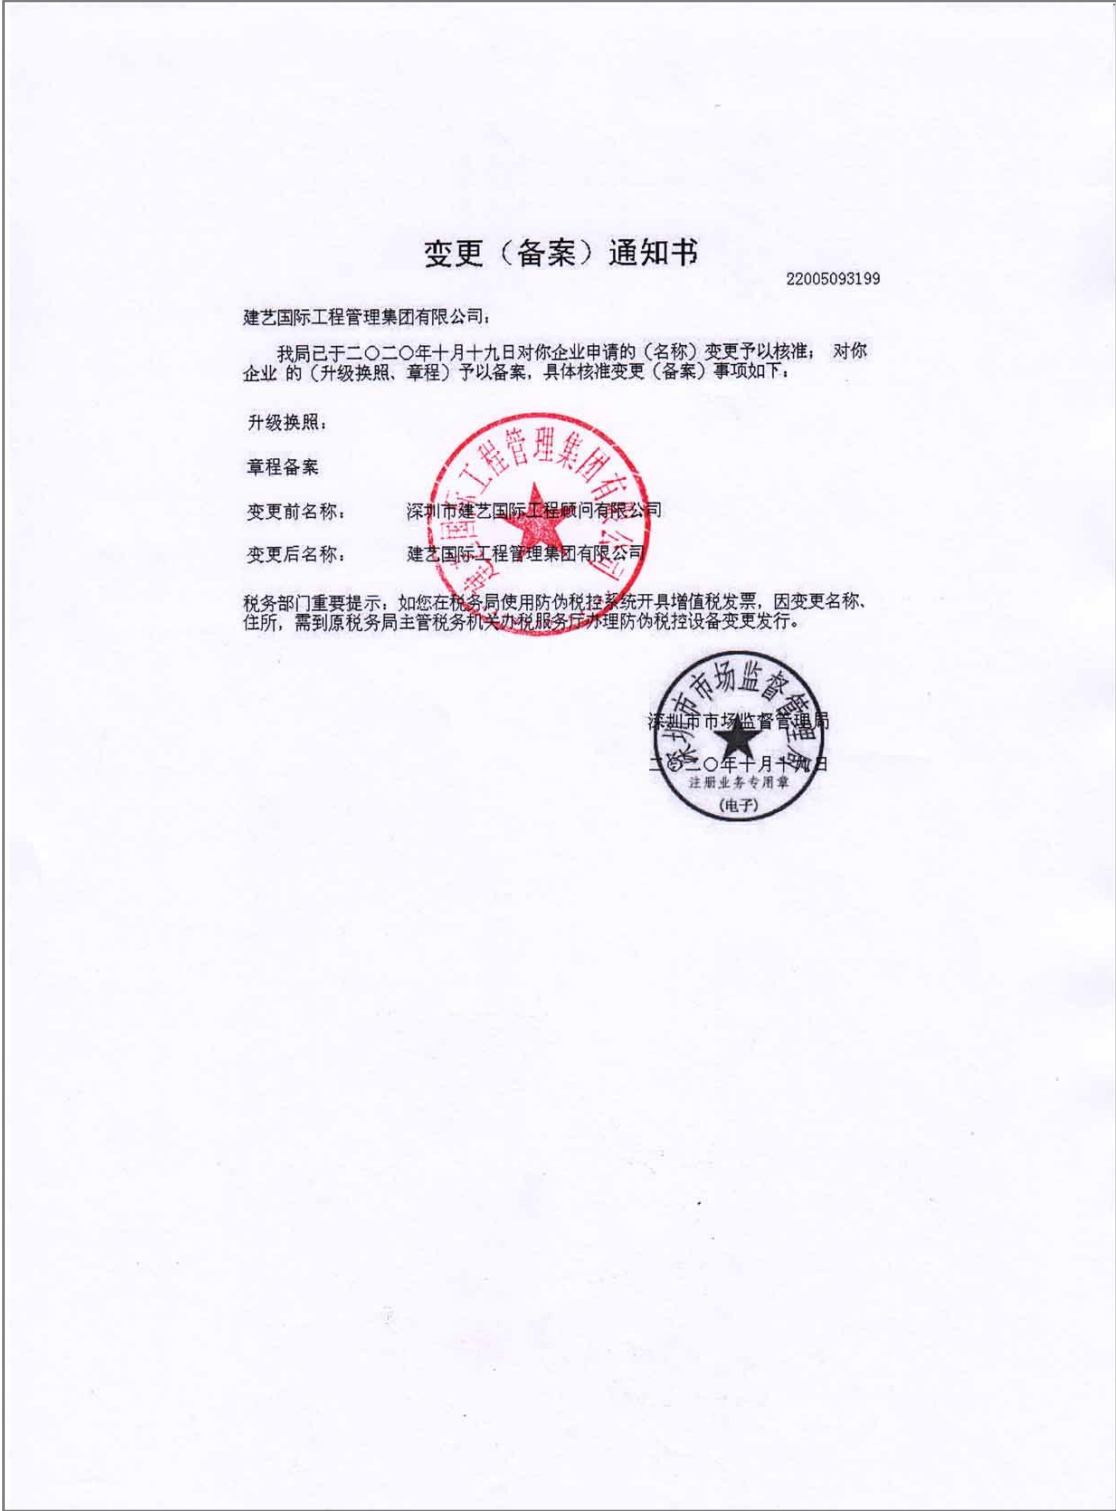 变更（备案）通知书
22005093199
建艺国际工程管理集团有限公司：
我局已于二〇二〇年十月十九日对你企业申请的（名称）变更予以核准； 对你
企业 的（升级换照、章程）予以备案，具体核准变更（备案）事项如下：
升级换照：
章程备案
变更前名称： 深圳市建艺国际工程顾问有限公司
变更后名称： 建艺国际工程管理集团有限公司
建艺国际工程管理集团有限公司
税务部门重要提示：如您在税务局使用防伪税控系统开具增值税发票，因变更名称、
住所，需到原税务局主管税务机关办税服务厅办理防伪税控设备变更发行。
深圳市市场监督管理局
深圳市市场监督管理局
二〇二〇年十月十九日
注册业务专用章
(电子)